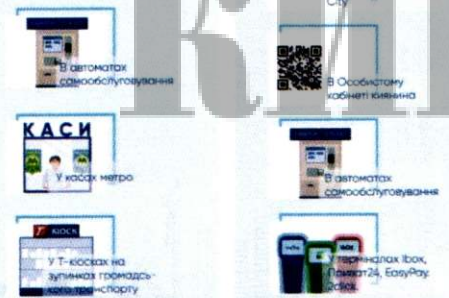 City
В автоматах
самообслуговування
В Особистому
кабінеті киянина
КАСИ
У касах метро
В автоматах
самообслуговування
Т КІОСК
У Т-кіосках на
зупинках громадсь-
кого транспорту
У терміналах Ibox,
Приват24, EasyPay,
2click.